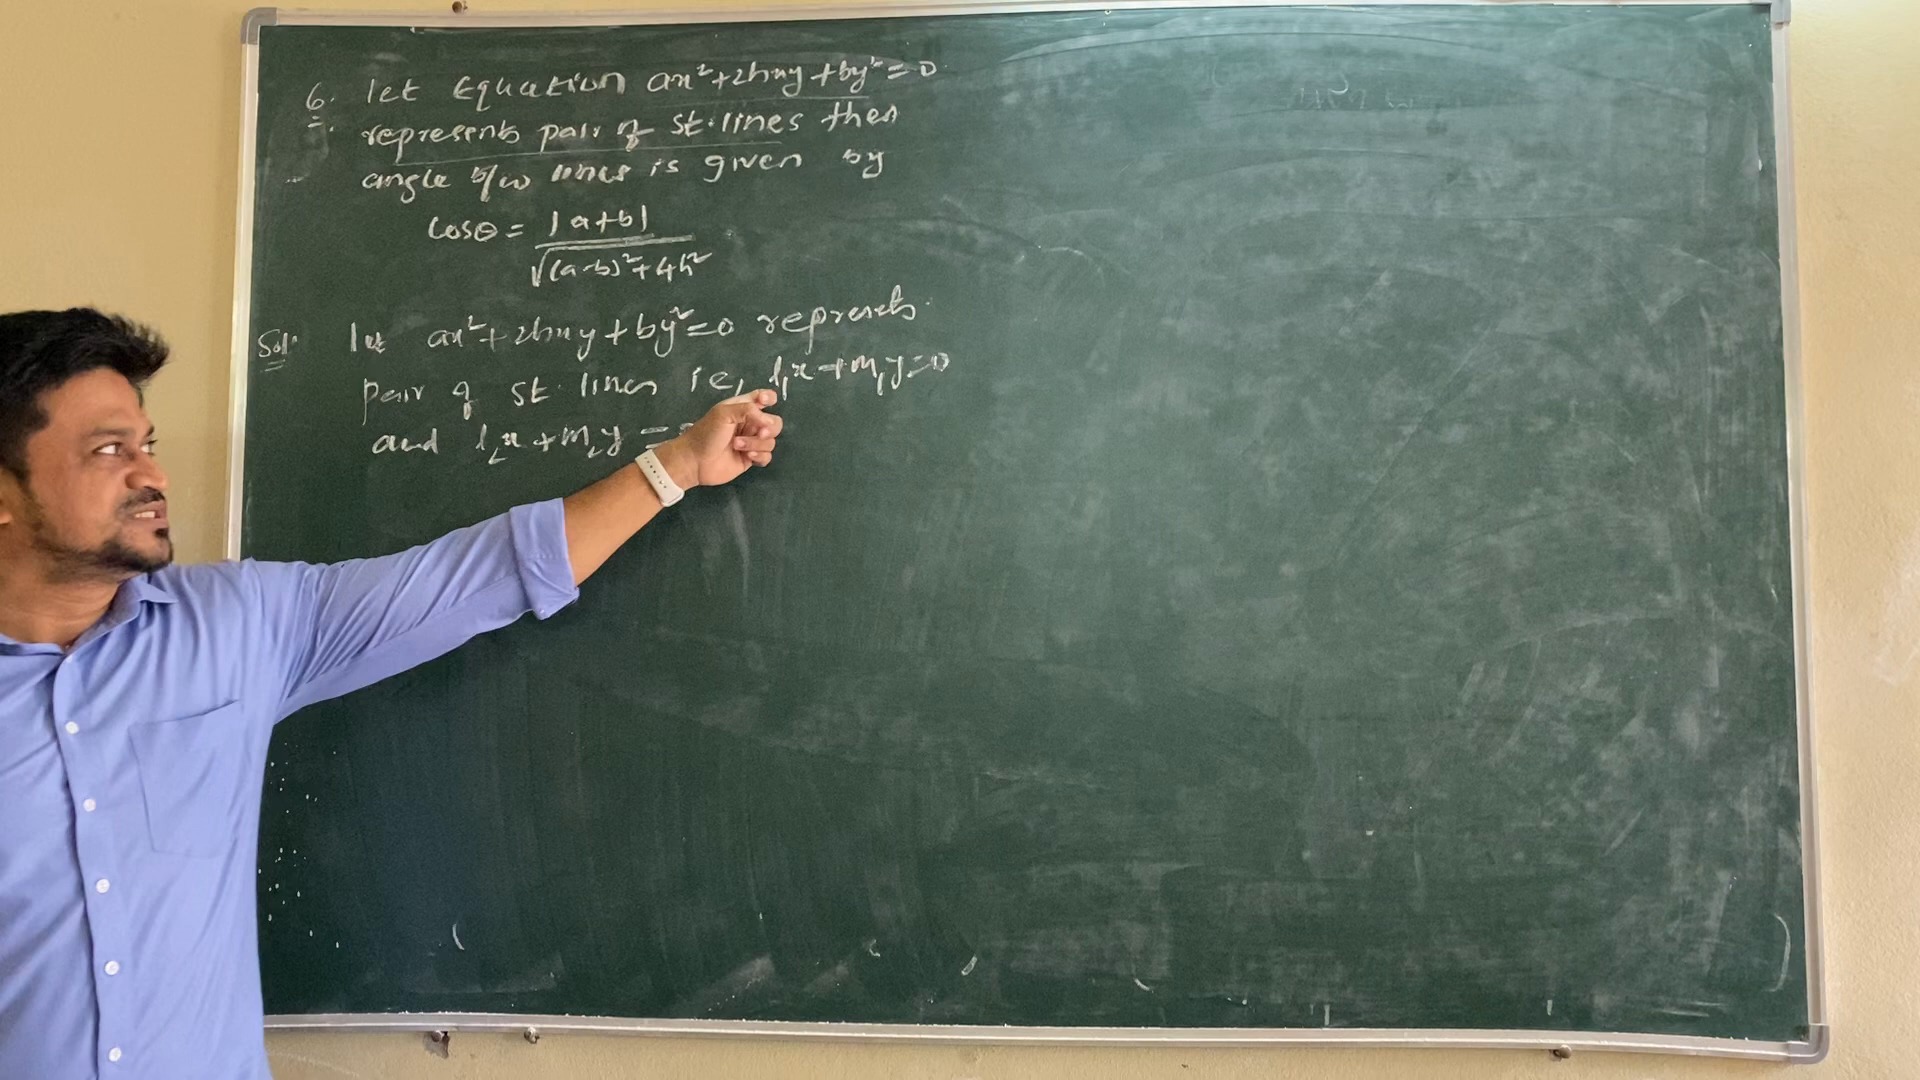 6. let Equation ax²+2hxy+by²=0
represents pair of st.lines then
angle b/w lines is given by
cosθ = |a+b|
√(a-b)²+4h²
Sol: let ax²+2hxy+by²=0 represents
pair of st. lines ie, l₁x+m₁y=0
and l₂x+m₂y=